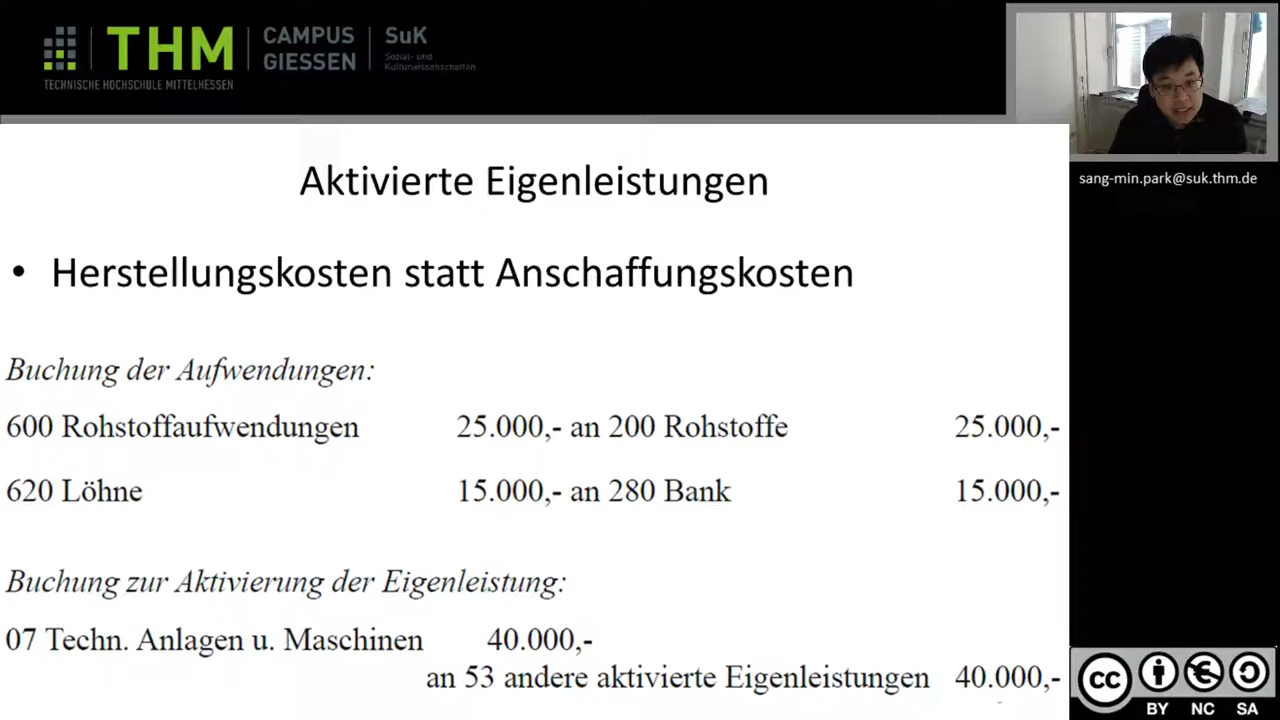 THM
CAMPUS
GIESSEN
SuK
Sozial- und
Kulturwissenschaften
TECHNISCHE HOCHSCHULE MITTELHESSEN
sang-min.park@suk.thm.de
Aktivierte Eigenleistungen
• Herstellungskosten statt Anschaffungskosten
Buchung der Aufwendungen:
600 Rohstoffaufwendungen 25.000,- an 200 Rohstoffe 25.000,-
620 Löhne 15.000,- an 280 Bank 15.000,-
Buchung zur Aktivierung der Eigenleistung:
07 Techn. Anlagen u. Maschinen 40.000,-
an 53 andere aktivierte Eigenleistungen 40.000,-
cc
BY NC SA